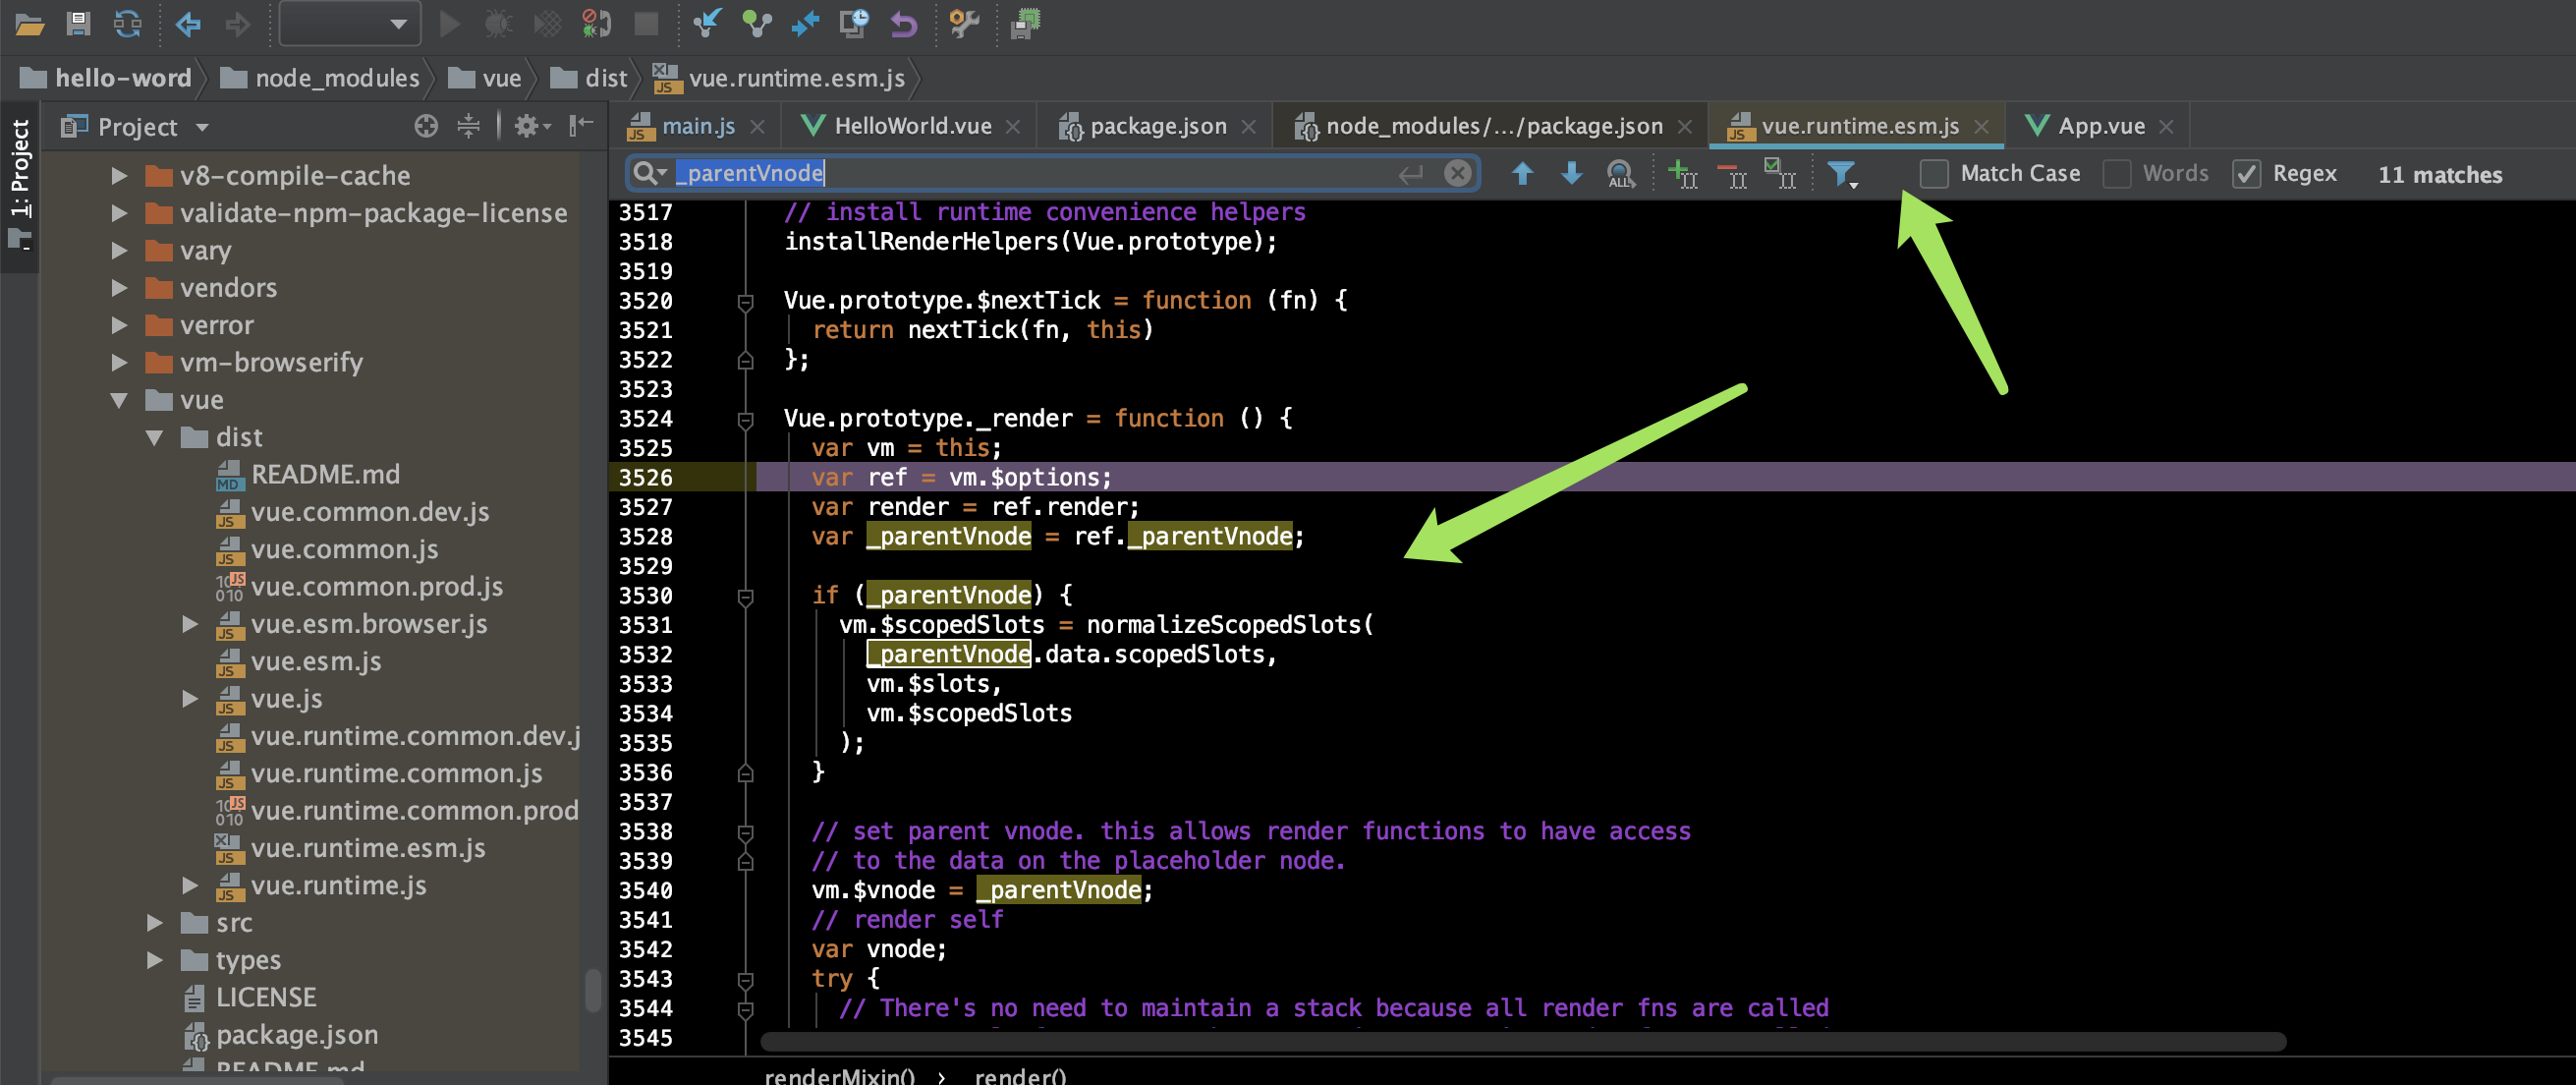 hello-word node_modules vue dist vue.runtime.esm.js
1: Project
Project
main.js HelloWorld.vue package.json node_modules/.../package.json vue.runtime.esm.js App.vue
_parentVnode ALL Match Case Words Regex 11 matches
v8-compile-cache
validate-npm-package-license
vary
vendors
verror
vm-browserify
vue
dist
README.md
vue.common.dev.js
vue.common.js
vue.common.prod.js
vue.esm.browser.js
vue.esm.js
vue.js
vue.runtime.common.dev.j
vue.runtime.common.js
vue.runtime.common.prod
vue.runtime.esm.js
vue.runtime.js
src
types
LICENSE
package.json
README.md
3517 // install runtime convenience helpers
3518 installRenderHelpers(Vue.prototype);
3519
3520 Vue.prototype.$nextTick = function (fn) {
3521 return nextTick(fn, this)
3522 };
3523
3524 Vue.prototype._render = function () {
3525 var vm = this;
3526 var ref = vm.$options;
3527 var render = ref.render;
3528 var _parentVnode = ref._parentVnode;
3529
3530 if (_parentVnode) {
3531 vm.$scopedSlots = normalizeScopedSlots(
3532 _parentVnode.data.scopedSlots,
3533 vm.$slots,
3534 vm.$scopedSlots
3535 );
3536 }
3537
3538 // set parent vnode. this allows render functions to have access
3539 // to the data on the placeholder node.
3540 vm.$vnode = _parentVnode;
3541 // render self
3542 var vnode;
3543 try {
3544 // There's no need to maintain a stack because all render fns are called
3545
renderMixin() › render()